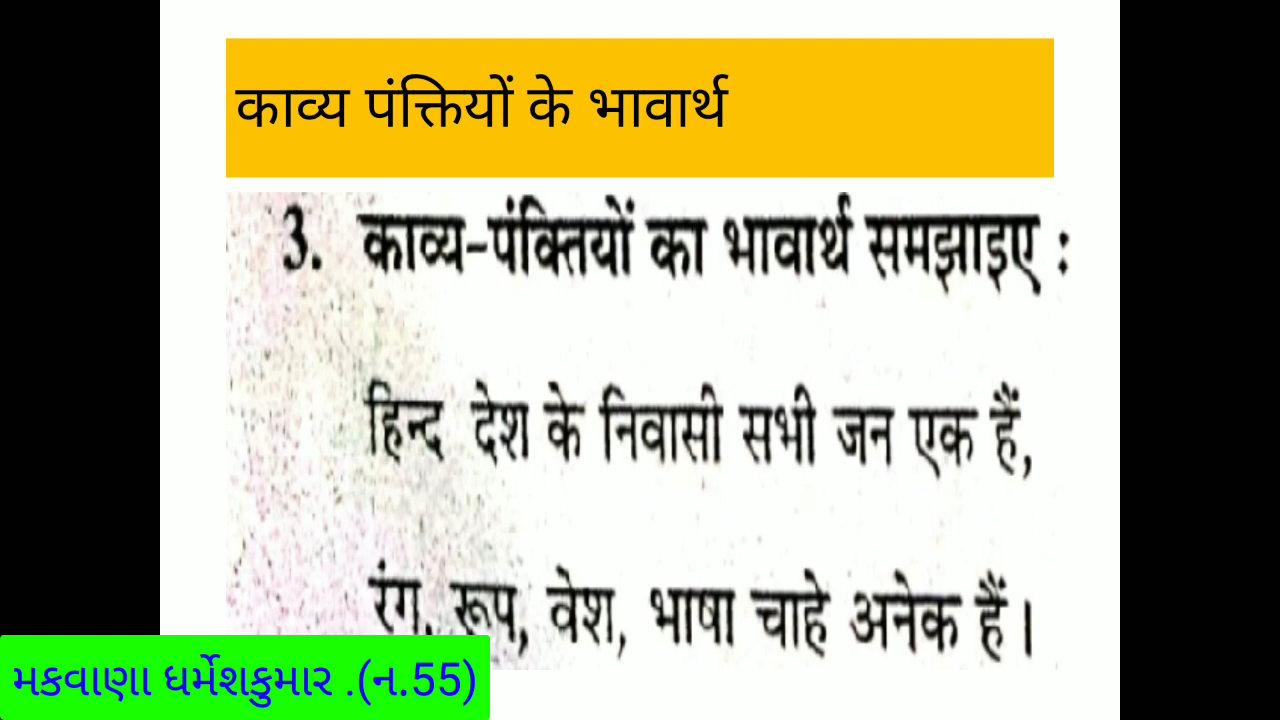 काव्य पंक्तियों के भावार्थ
3. काव्य-पंक्तियों का भावार्थ समझाइए :
हिन्द देश के निवासी सभी जन एक हैं,
रंग, रूप, वेश, भाषा चाहे अनेक हैं।
મકવાણા ધર્મેશકુમાર .(ન.55)